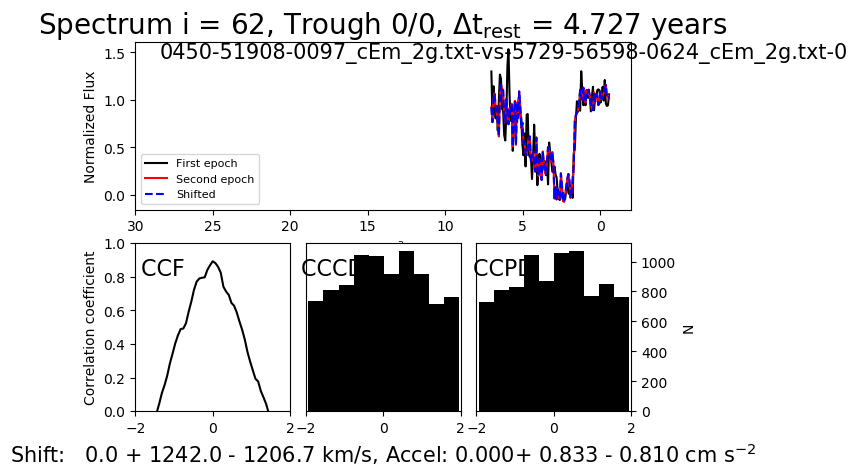 Spectrum i = 62, Trough 0/0, Δt_rest = 4.727 years
0450-51908-0097_cEm_2g.txt-vs-5729-56598-0624_cEm_2g.txt-0
Normalized Flux
1.5
1.0
0.5
0.0
First epoch
Second epoch
Shifted
30 25 20 15 10 5 0
Correlation coefficient
1.0
0.8
0.6
0.4
0.2
0.0
CCF
CCCD
CCPD
1000
800
600
400
200
0
N
−2 0 2
−2 0 2
−2 0 2
Shift: 0.0 + 1242.0 - 1206.7 km/s, Accel: 0.000+ 0.833 - 0.810 cm s⁻²